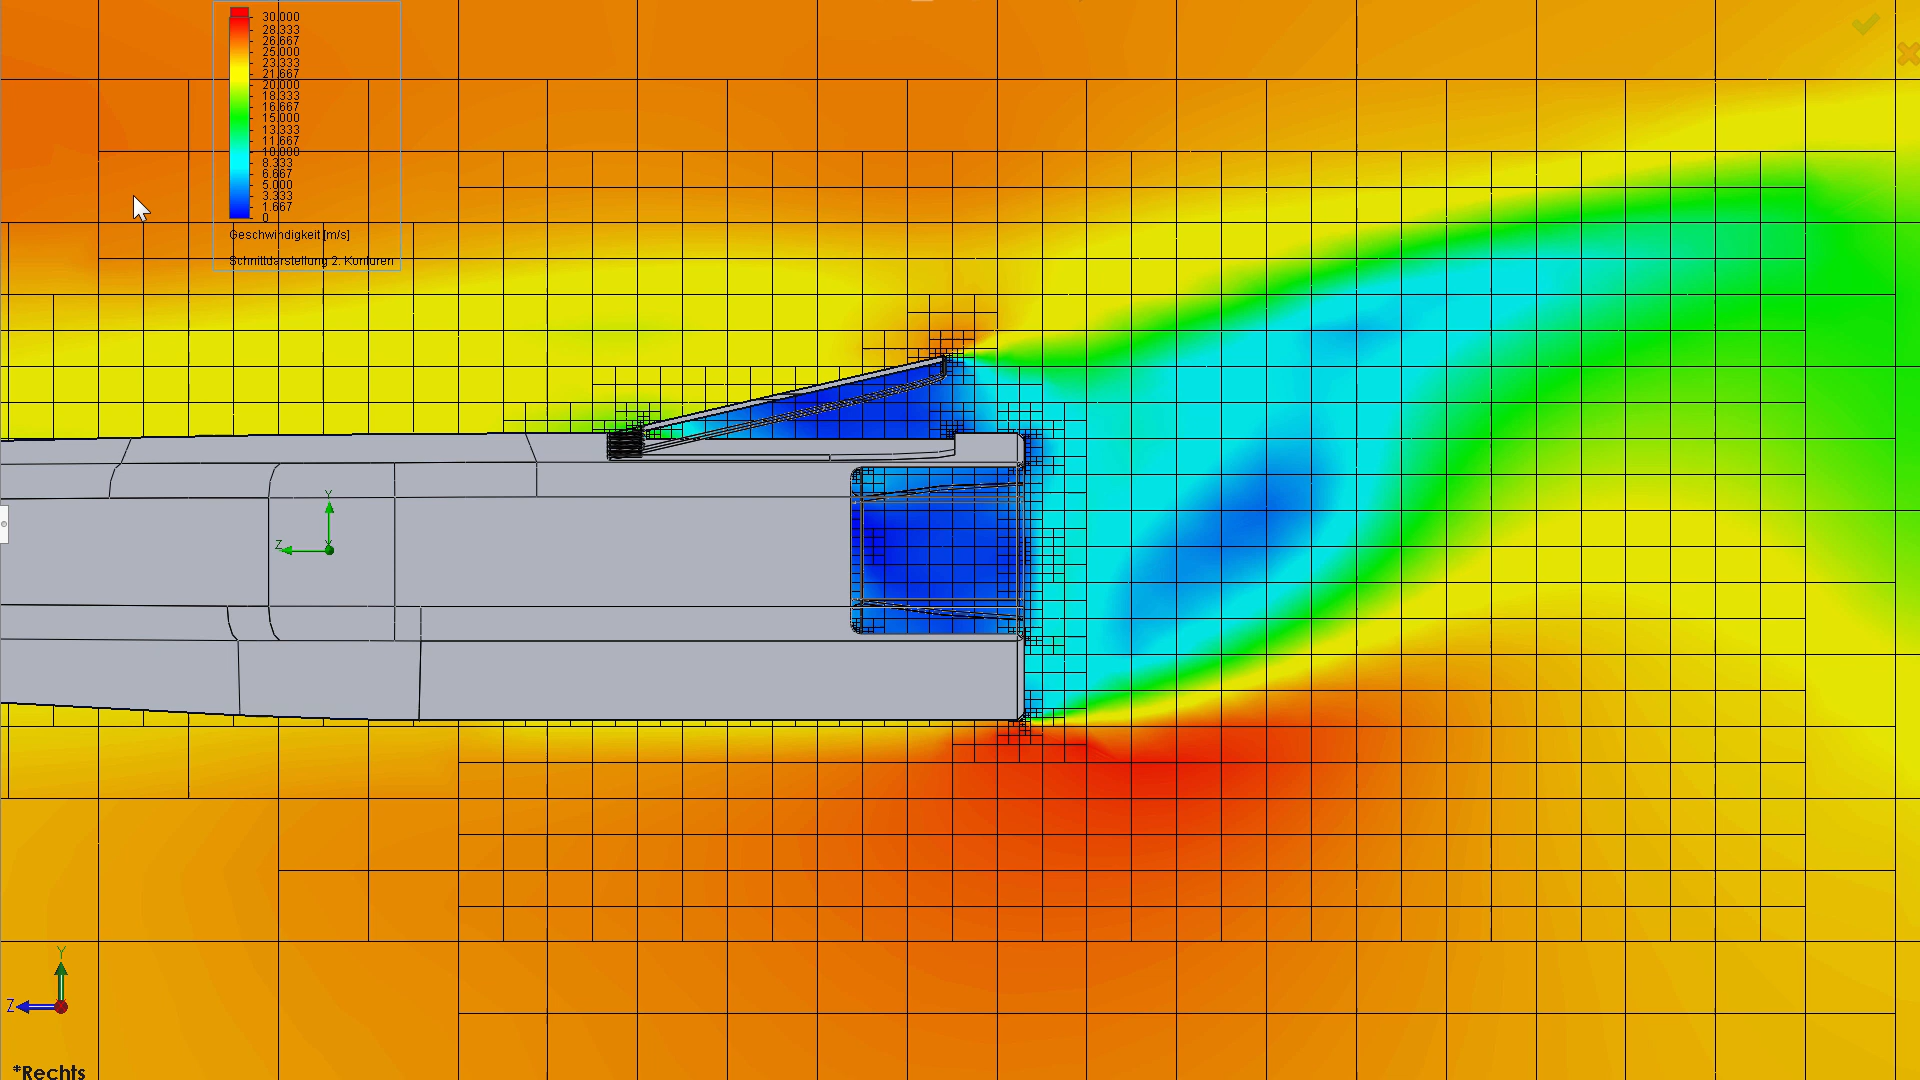 30.000
28.333
26.667
25.000
23.333
21.667
20.000
18.333
16.667
15.000
13.333
11.667
10.000
8.333
6.667
5.000
3.333
1.667
0
Geschwindigkeit [m/s]
Schnittdarstellung 2: Konturen
Y
Z
Y
Z
*Rechts